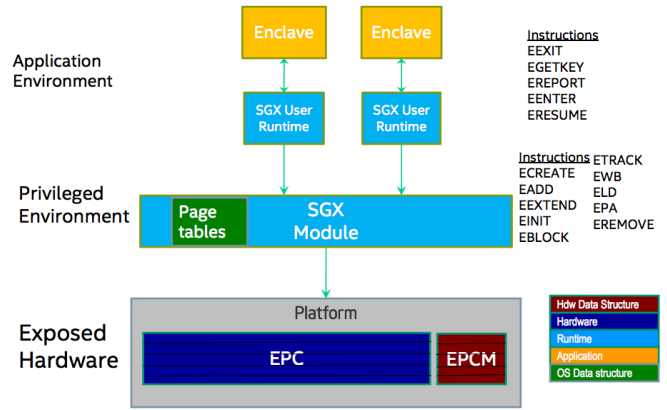 Enclave
Enclave
Instructions
EEXIT
EGETKEY
EREPORT
EENTER
ERESUME
Application
Environment
SGX User
Runtime
SGX User
Runtime
Instructions
ECREATE
EADD
EEXTEND
EINIT
EBLOCK
ETRACK
EWB
ELD
EPA
EREMOVE
Privileged
Environment
Page
tables
SGX
Module
Platform
Exposed
Hardware
EPC
EPCM
Hdw Data Structure
Hardware
Runtime
Application
OS Data structure